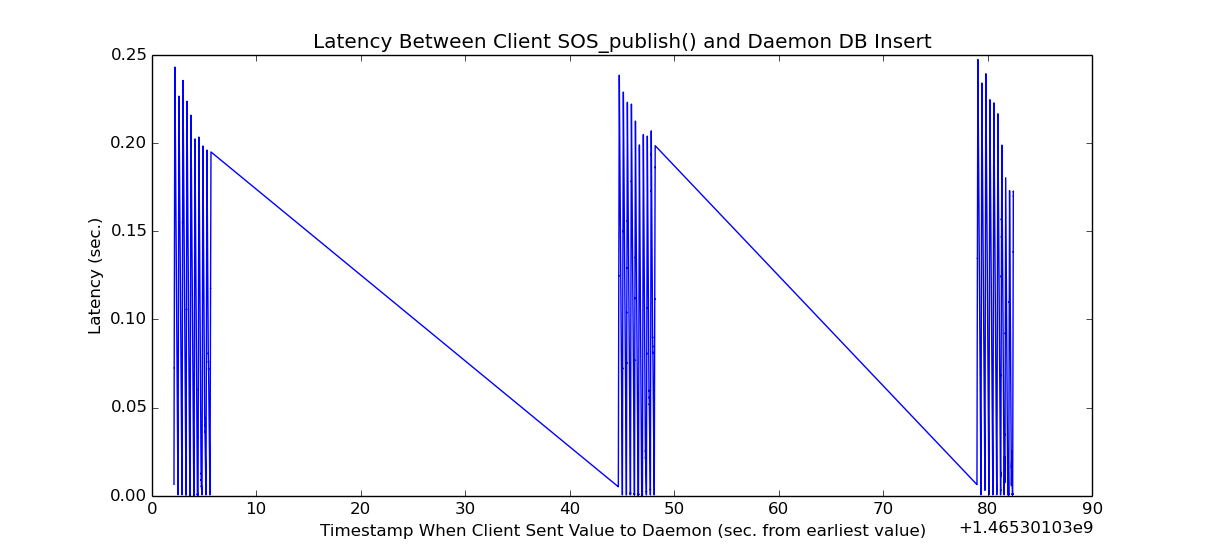 Latency Between Client SOS_publish() and Daemon DB Insert
0.25
0.20
0.15
0.10
0.05
0.00
Latency (sec.)
0 10 20 30 40 50 60 70 80 90
Timestamp When Client Sent Value to Daemon (sec. from earliest value)
+1.46530103e9